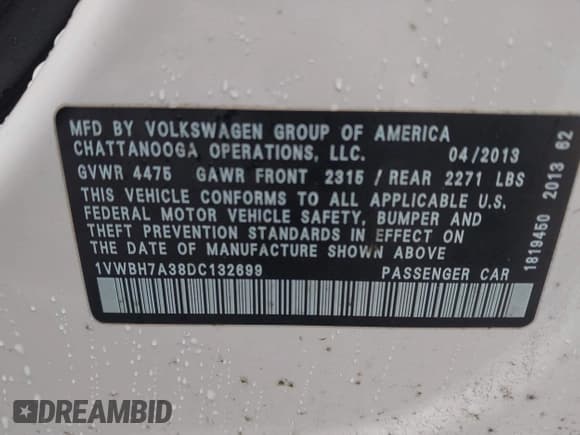 MFD BY VOLKSWAGEN GROUP OF AMERICA
CHATTANOOGA OPERATIONS, LLC. 04/2013
GVWR 4475 GAWR FRONT 2315 / REAR 2271 LBS
THIS VEHICLE CONFORMS TO ALL APPLICABLE U.S.
FEDERAL MOTOR VEHICLE SAFETY, BUMPER AND
THEFT PREVENTION STANDARDS IN EFFECT ON
THE DATE OF MANUFACTURE SHOWN ABOVE
1VWBH7A38DC132699 PASSENGER CAR
1819450 2013 62
DREAMBID